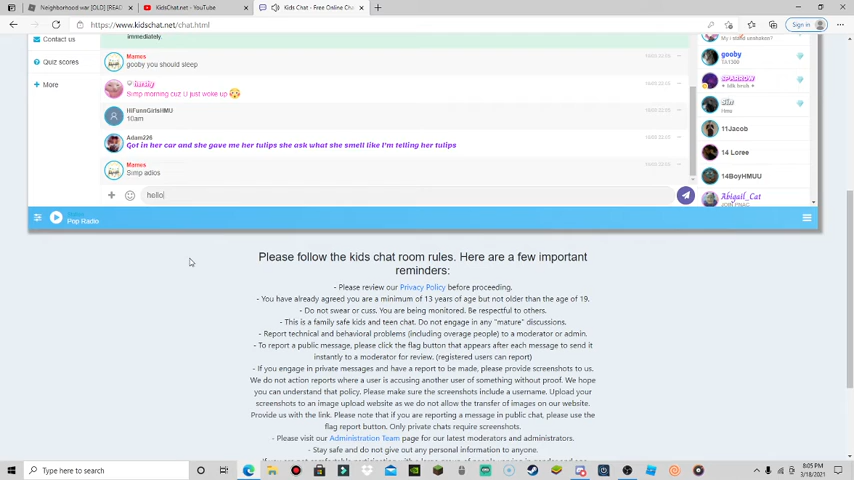 Neighborhood war [DLD] [REA
KidsChat.net - YouTube
Kids Chat - Free Online Cha
https://www.kidschat.net/chat.html
Sign in
Contact us
Quiz scores
More
immediately.
Mames
gooby you should sleep
Simp morning cuz U just woke up
HiFunnGirlsHMU
10am
Adam226
Got in her car and she gave me her tulips she ask what she smell like I'm telling her tulips
Mames
Simp adios
hello
Pop Radio
gooby
SPARROW
11Jacob
14 Loree
14BoyHMUU
Abigail_Cat
Please follow the kids chat room rules. Here are a few important
reminders:
- Please review our Privacy Policy before proceeding.
- You have already agreed you are a minimum of 13 years of age but not older than the age of 19.
- Do not swear or cuss. You are being monitored. Be respectful to others.
- This is a family safe kids and teen chat. Do not engage in any "mature" discussions.
- Report technical and behavioral problems (including overage people) to a moderator or admin.
- To report a public message, please click the flag button that appears after each message to send it
instantly to a moderator for review. (registered users can report)
- If you engage in private messages and have a report to be made, please provide screenshots to us.
We do not action reports where a user is accusing another user of something without proof. We hope
you can understand that policy. Please make sure the screenshots include a username. Upload your
screenshots to an image upload website as we do not allow the transfer of images on our website.
Provide us with the link. Please note that if you are reporting a message in public chat, please use the
flag report button. Only private chats require screenshots.
- Please visit our Administration Team page for our latest moderators and administrators.
- Stay safe and do not give out any personal information to anyone.
Type here to search
8:05 PM
3/18/2021